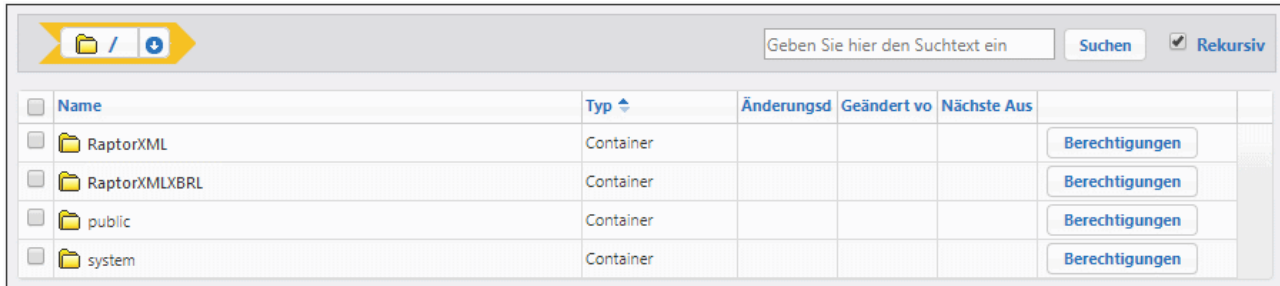 / Geben Sie hier den Suchtext ein Suchen Rekursiv
Name Typ Änderungsd Geändert vo Nächste Aus
RaptorXML Container Berechtigungen
RaptorXMLXBRL Container Berechtigungen
public Container Berechtigungen
system Container Berechtigungen